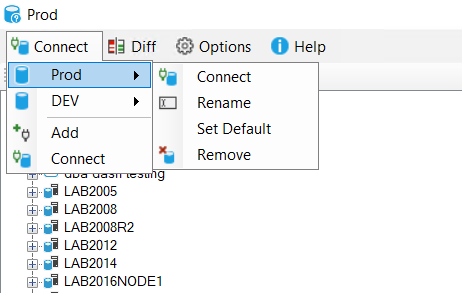 Prod
Connect Diff Options Help
Prod
DEV
Add
Connect
Connect
Rename
Set Default
Remove
dba dash testing
LAB2005
LAB2008
LAB2008R2
LAB2012
LAB2014
LAB2016NODE1